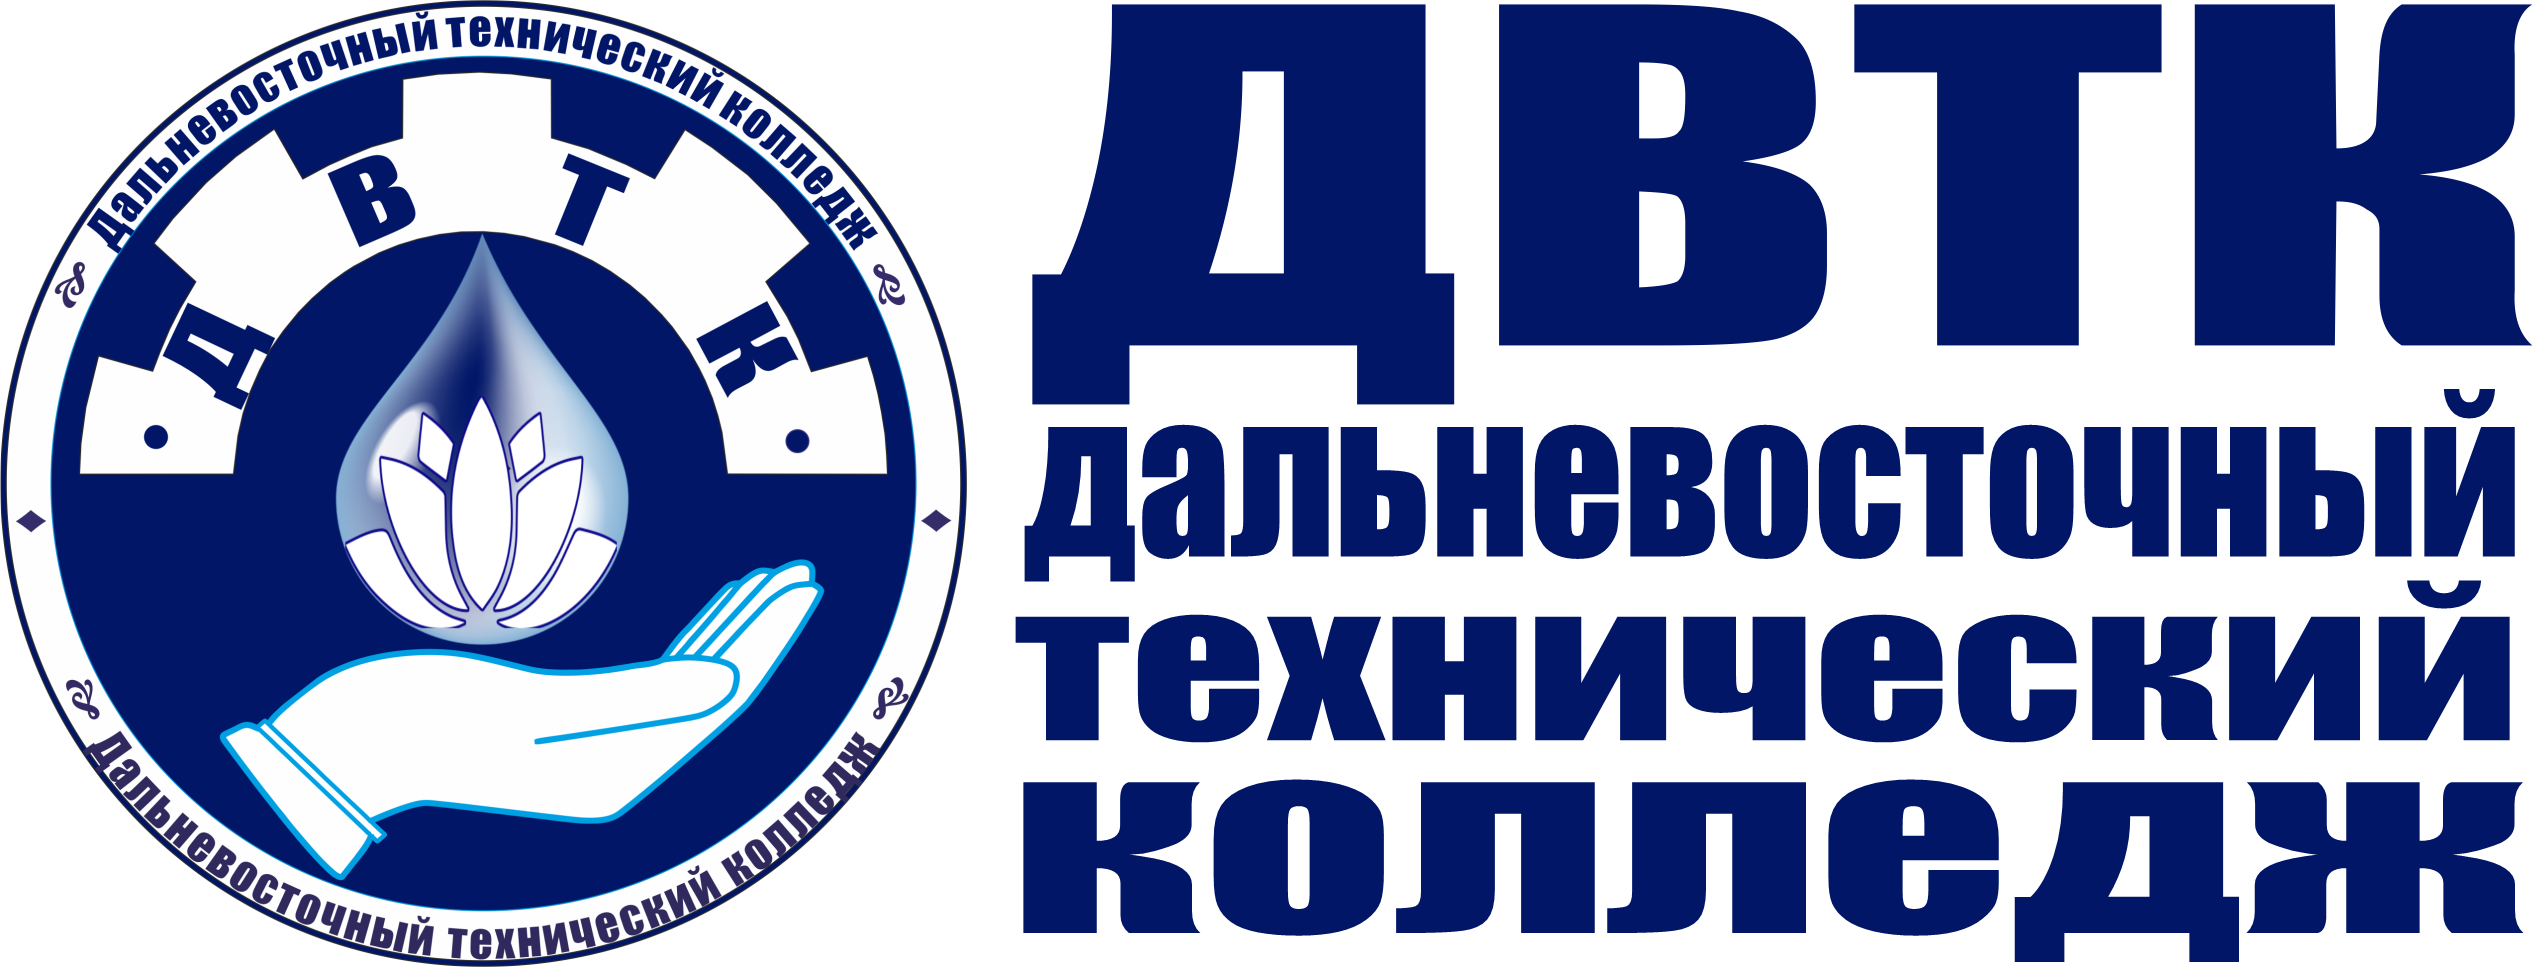 Дальневосточный технический колледж
Д В Т К
Дальневосточный технический колледж
ДВТК
дальневосточный
технический
колледж